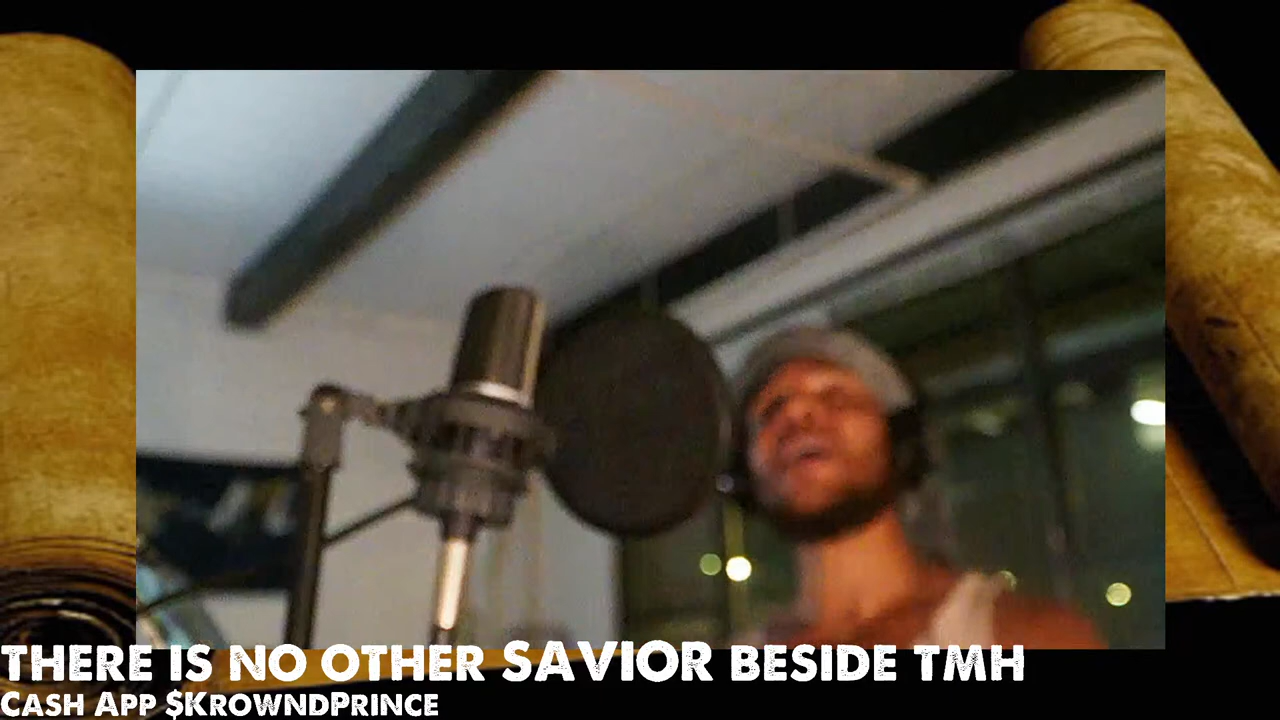 THERE IS NO OTHER SAVIOR BESIDE TMH
CASH APP $KROWNDPRINCE